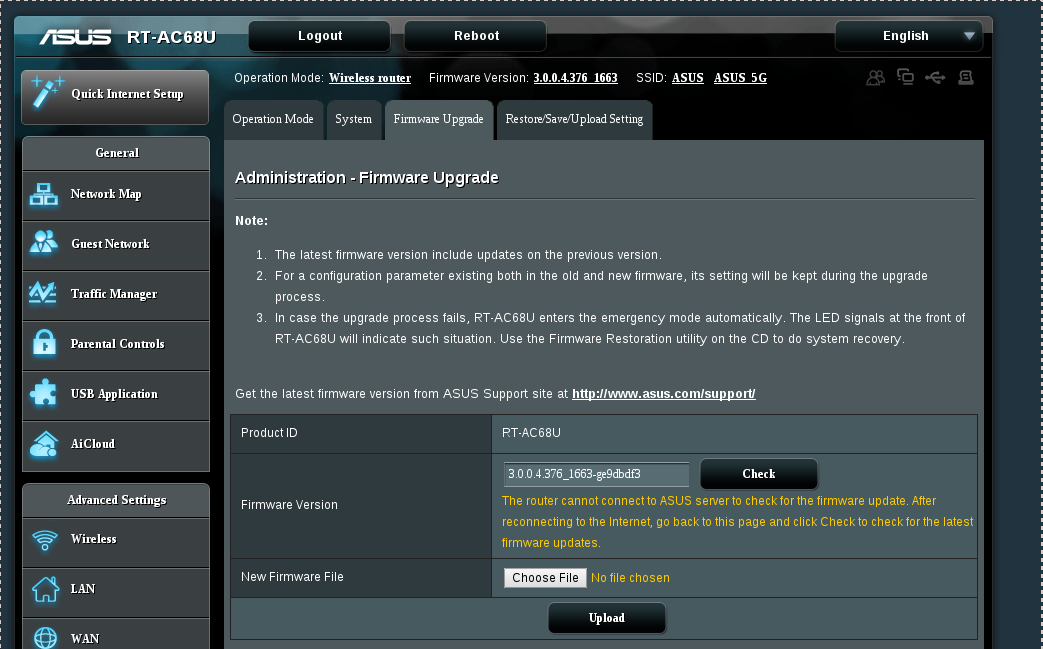 ASUS RT-AC68U Logout Reboot English
Operation Mode: Wireless router Firmware Version: 3.0.0.4.376_1663 SSID: ASUS ASUS_5G
Quick Internet Setup
General
Network Map
Guest Network
Traffic Manager
Parental Controls
USB Application
AiCloud
Advanced Settings
Wireless
LAN
WAN
Operation Mode System Firmware Upgrade Restore/Save/Upload Setting
Administration - Firmware Upgrade
Note:
1. The latest firmware version include updates on the previous version.
2. For a configuration parameter existing both in the old and new firmware, its setting will be kept during the upgrade
process.
3. In case the upgrade process fails, RT-AC68U enters the emergency mode automatically. The LED signals at the front of
RT-AC68U will indicate such situation. Use the Firmware Restoration utility on the CD to do system recovery.
Get the latest firmware version from ASUS Support site at http://www.asus.com/support/
Product ID RT-AC68U
Firmware Version 3.0.0.4.376_1663-ge9dbdf3 Check
The router cannot connect to ASUS server to check for the firmware update. After
reconnecting to the Internet, go back to this page and click Check to check for the latest
firmware updates.
New Firmware File Choose File No file chosen
Upload